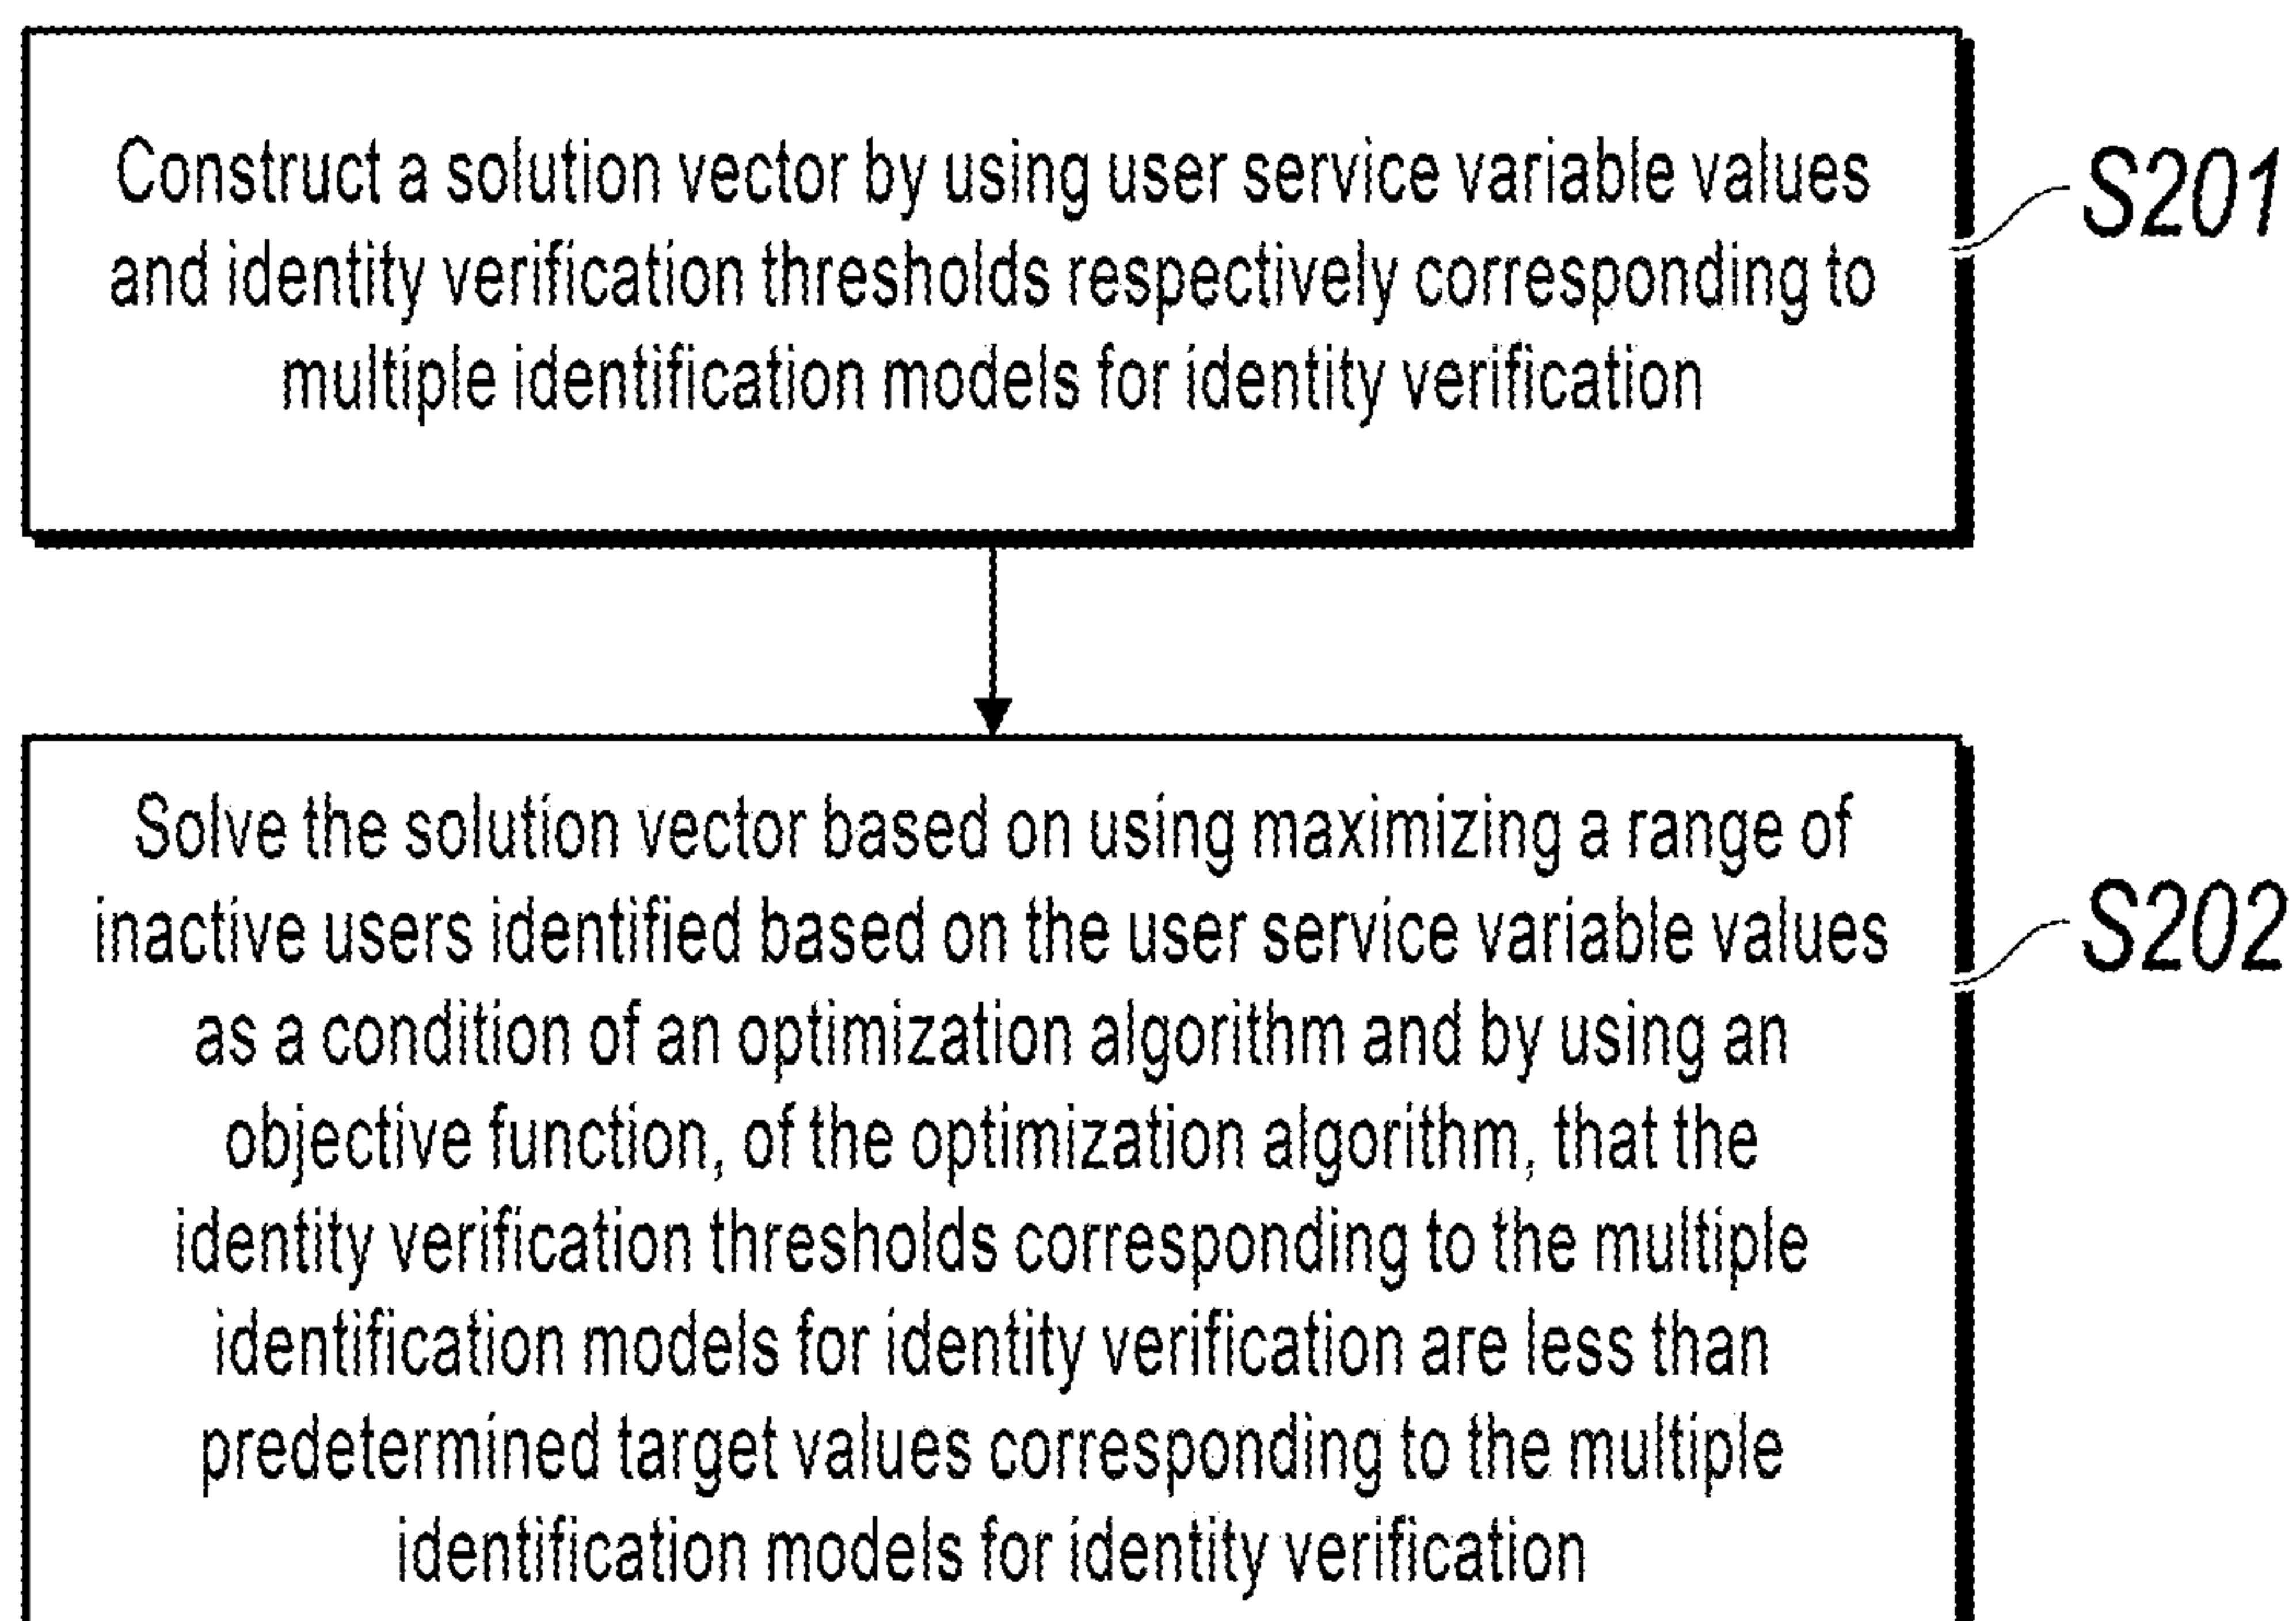 Construct a solution vector by using user service variable values
and identity verification thresholds respectively corresponding to
multiple identification models for identity verification
S201
Solve the solution vector based on using maximizing a range of
inactive users identified based on the user service variable values
as a condition of an optimization algorithm and by using an
objective function, of the optimization algorithm, that the
identity verification thresholds corresponding to the multiple
identification models for identity verification are less than
predetermined target values corresponding to the multiple
identification models for identity verification
S202